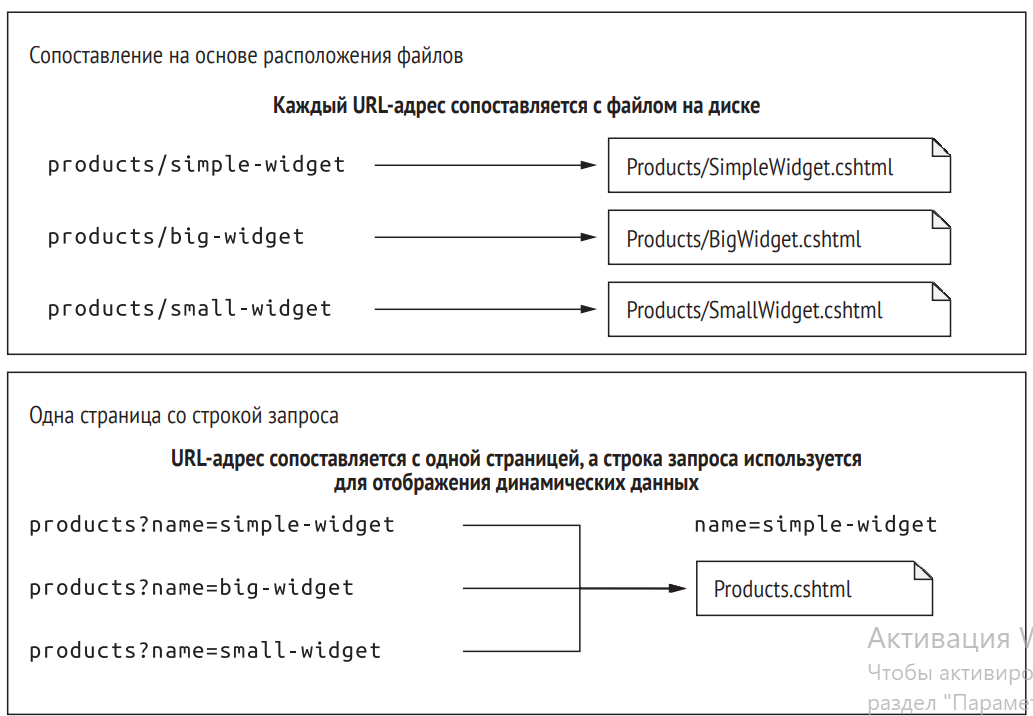 Сопоставление на основе расположения файлов
Каждый URL-адрес сопоставляется с файлом на диске
products/simple-widget
Products/SimpleWidget.cshtml
products/big-widget
Products/BigWidget.cshtml
products/small-widget
Products/SmallWidget.cshtml
Одна страница со строкой запроса
URL-адрес сопоставляется с одной страницей, а строка запроса используется
для отображения динамических данных
products?name=simple-widget
name=simple-widget
products?name=big-widget
Products.cshtml
products?name=small-widget
Активация
Чтобы
раздел